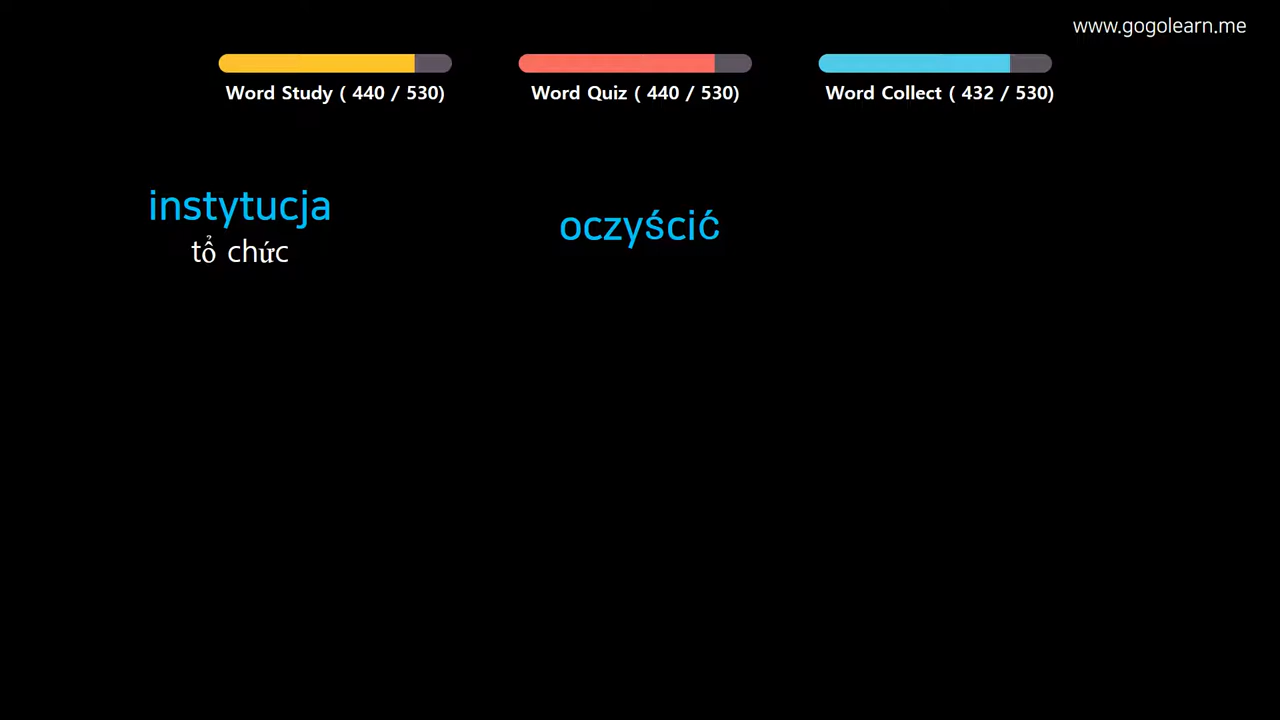 www.gogolearn.me
Word Study ( 440 / 530)
Word Quiz ( 440 / 530)
Word Collect ( 432 / 530)
instytucja
tổ chức
oczyścić